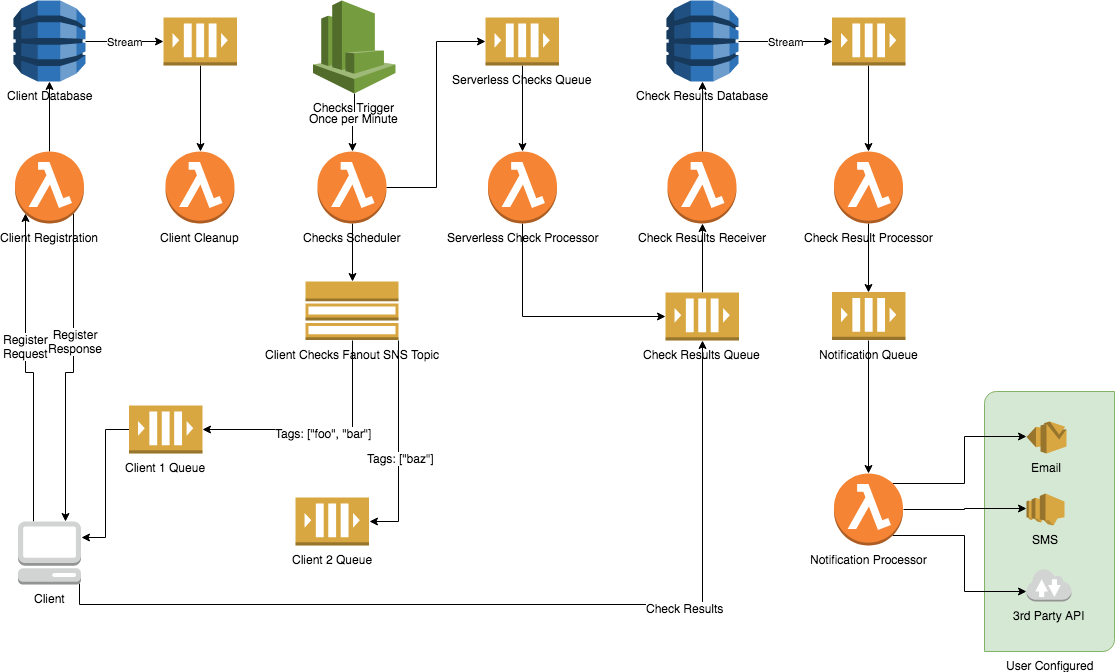 Stream
Stream
Serverless Checks Queue
Client Database
Check Results Database
Checks Trigger
Once per Minute
Client Registration
Client Cleanup
Checks Scheduler
Serverless Check Processor
Check Results Receiver
Check Result Processor
Register
Request
Register
Response
Client Checks Fanout SNS Topic
Check Results Queue
Notification Queue
Tags: ["foo", "bar"]
Tags: ["baz"]
Client 1 Queue
Email
SMS
Client 2 Queue
Notification Processor
Client
Check Results
3rd Party API
User Configured